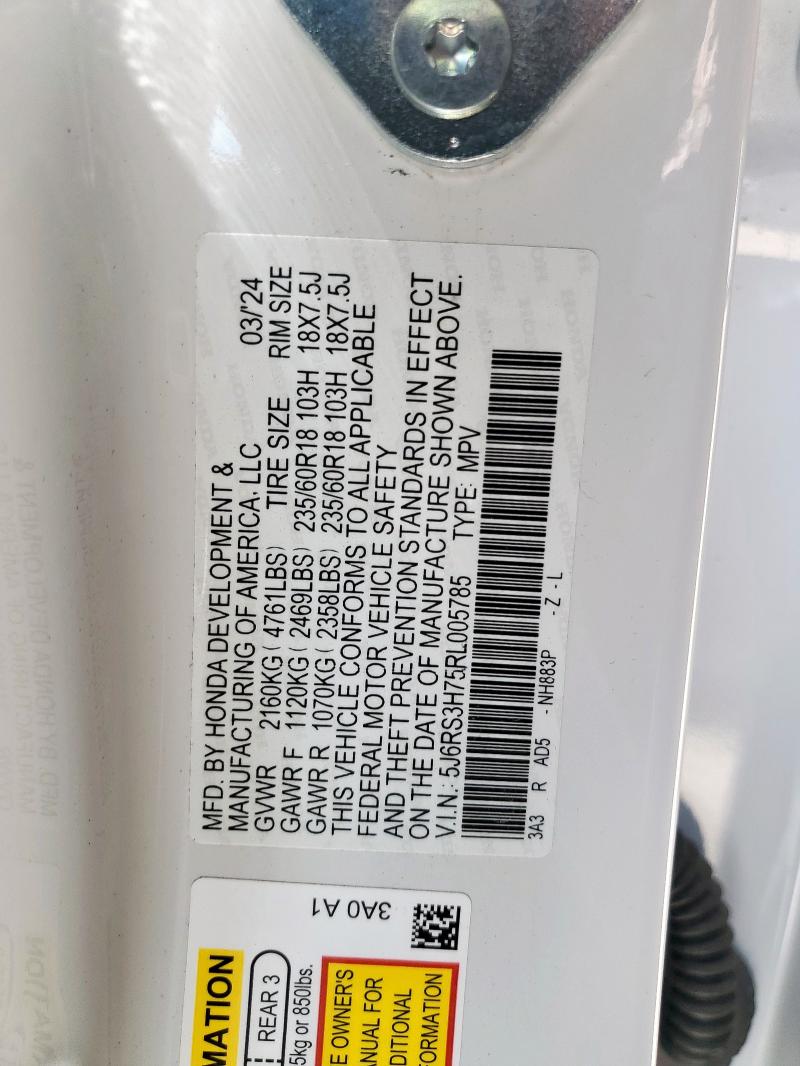 MFD. BY HONDA DEVELOPMENT &
MANUFACTURING OF AMERICA, LLC 03/'24
GVWR 2160KG ( 4761LBS) TIRE SIZE RIM SIZE
GAWR F 1120KG ( 2469LBS) 235/60R18 103H 18X7.5J
GAWR R 1070KG ( 2358LBS) 235/60R18 103H 18X7.5J
THIS VEHICLE CONFORMS TO ALL APPLICABLE
FEDERAL MOTOR VEHICLE SAFETY
AND THEFT PREVENTION STANDARDS IN EFFECT
ON THE DATE OF MANUFACTURE SHOWN ABOVE.
V.I.N.: 5J6RS3H75RL005785 TYPE: MPV
3A3 R AD5 - NH883P - Z - L
3A0 A1
MATION
REAR 3
5kg or 850lbs.
E OWNER'S
ANUAL FOR
DITIONAL
FORMATION